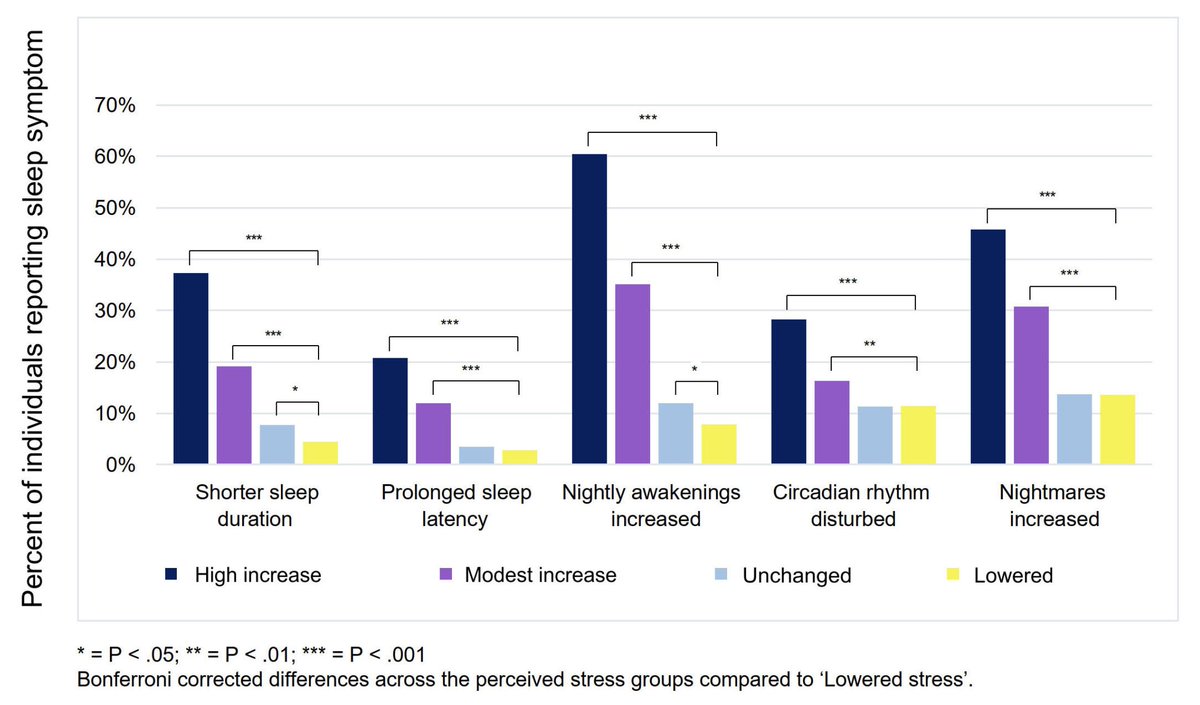 Percent of individuals reporting sleep symptom
70%
60%
50%
40%
30%
20%
10%
0%
***
***
*
***
***
***
***
*
***
**
***
***
Shorter sleep
duration
Prolonged sleep
latency
Nightly awakenings
increased
Circadian rhythm
disturbed
Nightmares
increased
High increase
Modest increase
Unchanged
Lowered
* = P < .05; ** = P < .01; *** = P < .001
Bonferroni corrected differences across the perceived stress groups compared to ‘Lowered stress’.